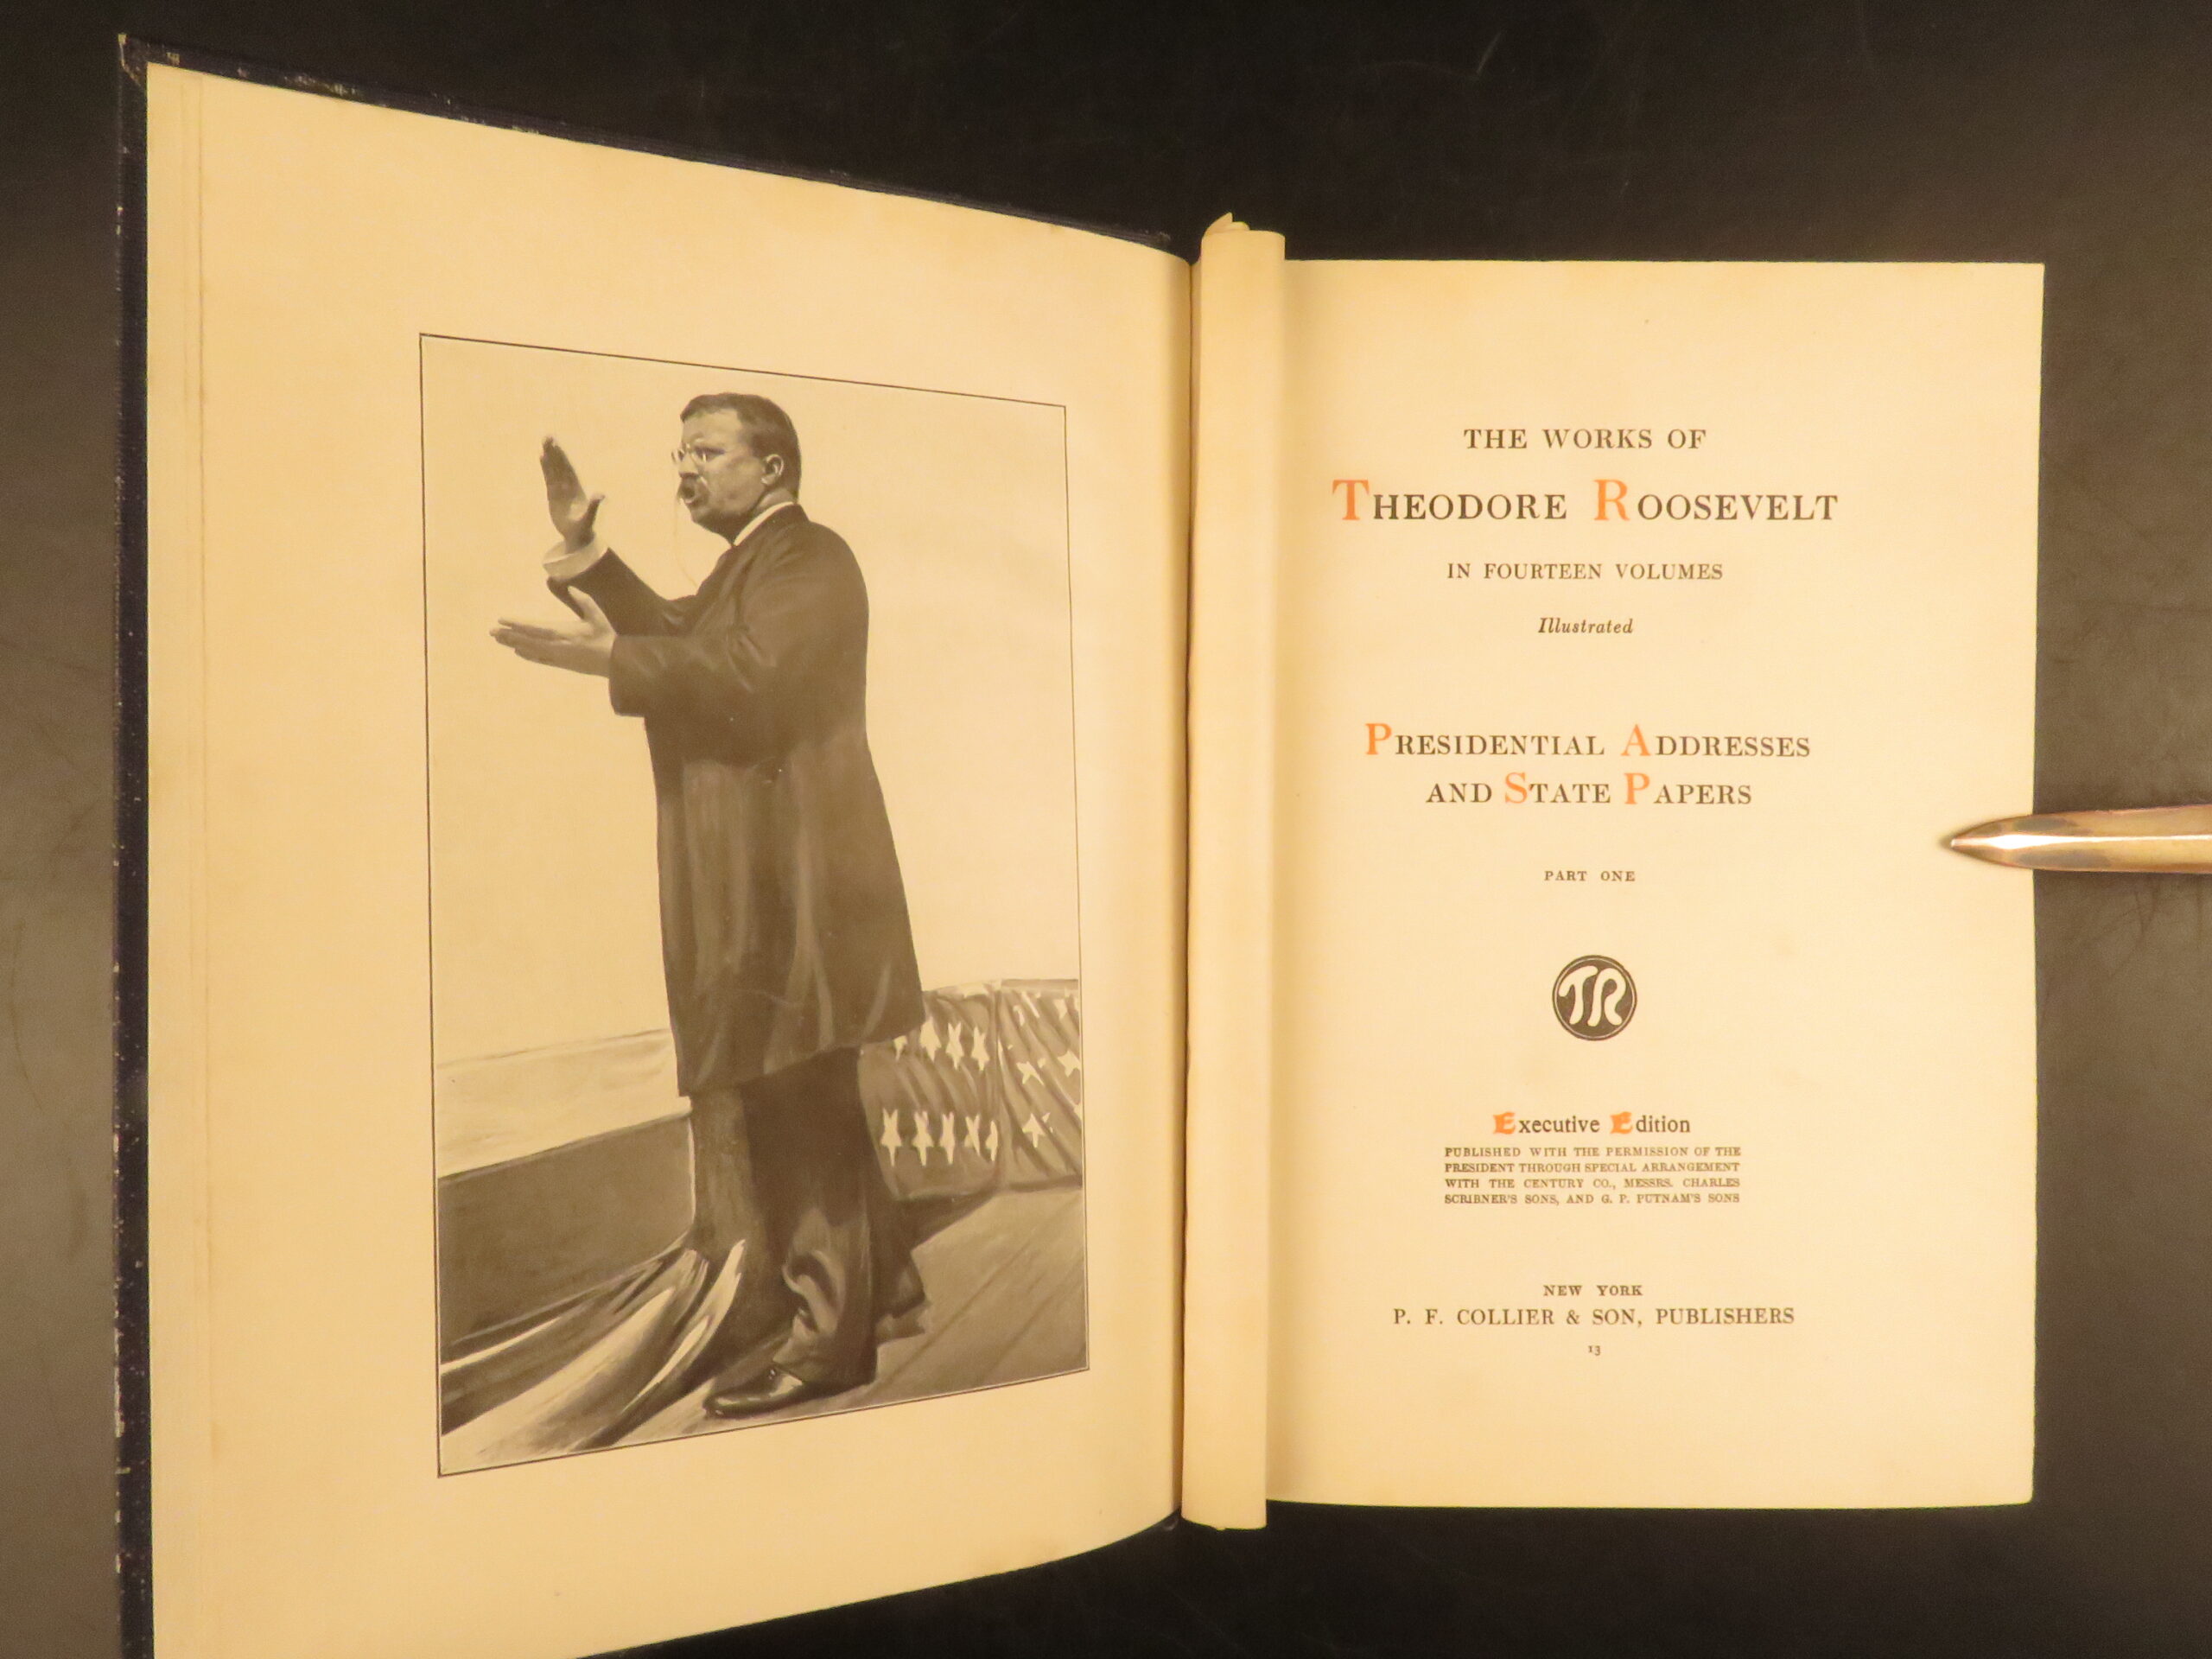 THE WORKS OF
THEODORE ROOSEVELT
IN FOURTEEN VOLUMES
Illustrated
PRESIDENTIAL ADDRESSES
AND STATE PAPERS
PART ONE
TR
Executive Edition
PUBLISHED WITH THE PERMISSION OF THE
PRESIDENT THROUGH SPECIAL ARRANGEMENT
WITH THE CENTURY CO., MESSRS. CHARLES
SCRIBNER'S SONS, AND G. P. PUTNAM'S SONS
NEW YORK
P. F. COLLIER & SON, PUBLISHERS
13